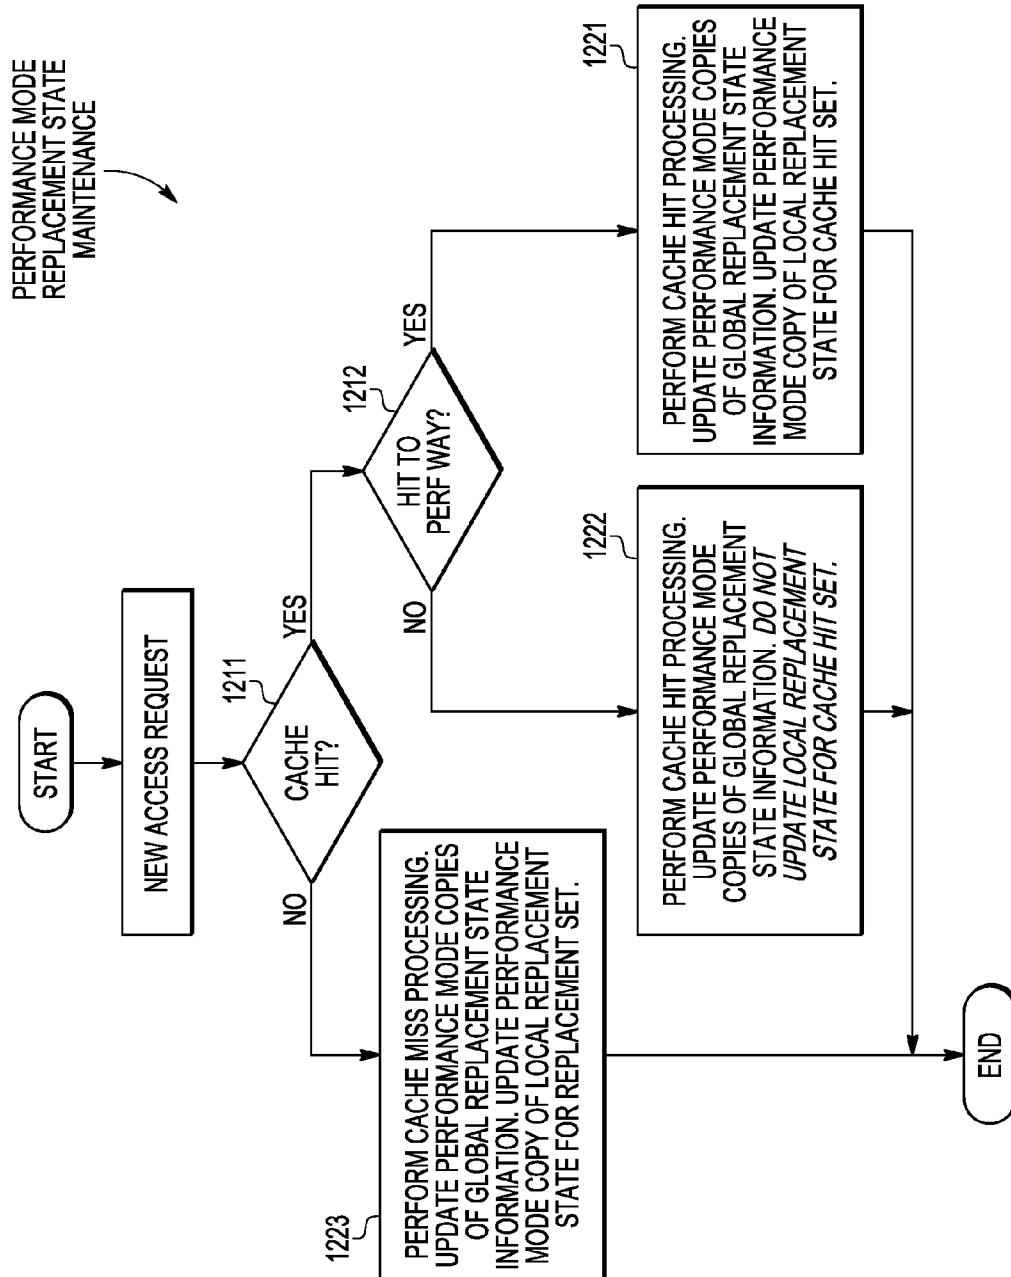 PERFORMANCE MODE
REPLACEMENT STATE
MAINTENANCE
START
NEW ACCESS REQUEST
1211
CACHE
HIT?
NO
YES
1212
HIT TO
PERF WAY?
NO
YES
1223
PERFORM CACHE MISS PROCESSING.
UPDATE PERFORMANCE MODE COPIES
OF GLOBAL REPLACEMENT STATE
INFORMATION. UPDATE PERFORMANCE
MODE COPY OF LOCAL REPLACEMENT
STATE FOR REPLACEMENT SET.
1222
PERFORM CACHE HIT PROCESSING.
UPDATE PERFORMANCE MODE
COPIES OF GLOBAL REPLACEMENT
STATE INFORMATION. DO NOT
UPDATE LOCAL REPLACEMENT
STATE FOR CACHE HIT SET.
1221
PERFORM CACHE HIT PROCESSING.
UPDATE PERFORMANCE MODE COPIES
OF GLOBAL REPLACEMENT STATE
INFORMATION. UPDATE PERFORMANCE
MODE COPY OF LOCAL REPLACEMENT
STATE FOR CACHE HIT SET.
END